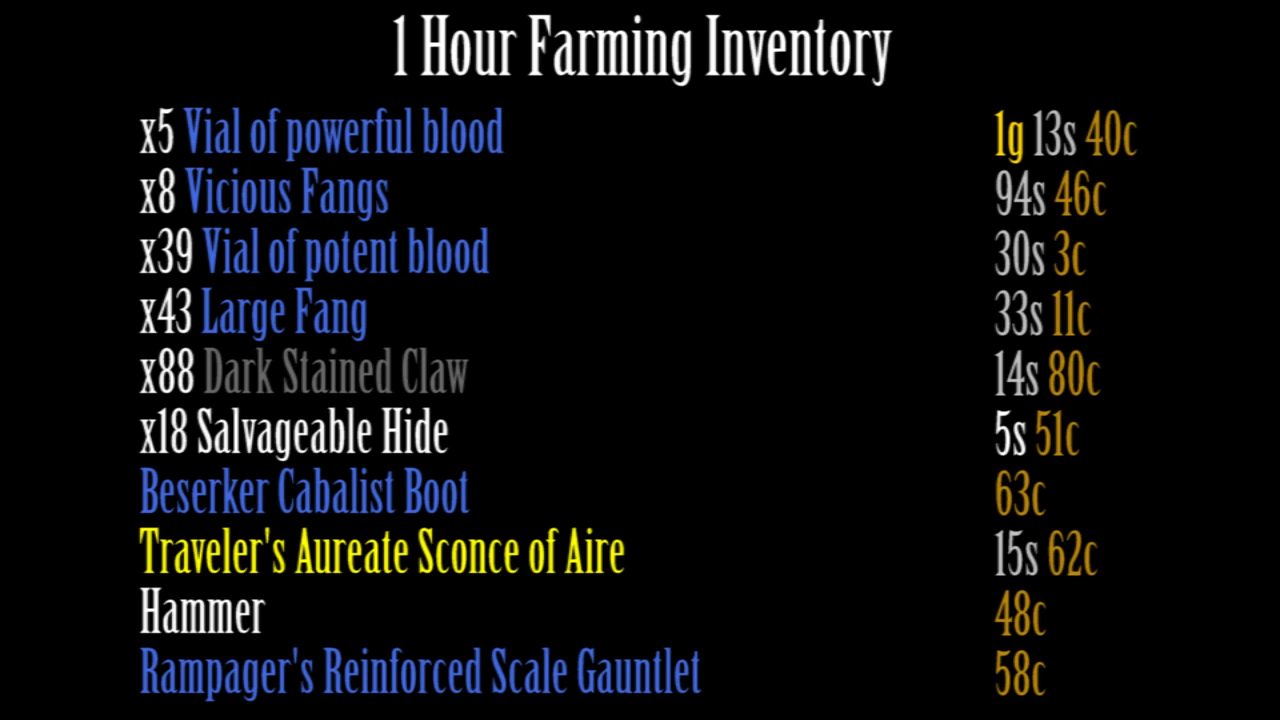 1 Hour Farming Inventory
x5 Vial of powerful blood 1g 13s 40c
x8 Vicious Fangs 94s 46c
x39 Vial of potent blood 30s 3c
x43 Large Fang 33s 11c
x88 Dark Stained Claw 14s 80c
x18 Salvageable Hide 5s 51c
Beserker Cabalist Boot 63c
Traveler's Aureate Sconce of Aire 15s 62c
Hammer 48c
Rampager's Reinforced Scale Gauntlet 58c